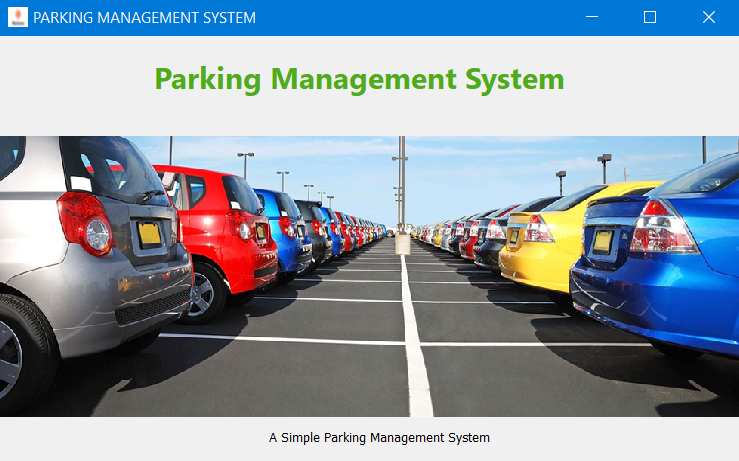 PARKING MANAGEMENT SYSTEM
Parking Management System
A Simple Parking Management System